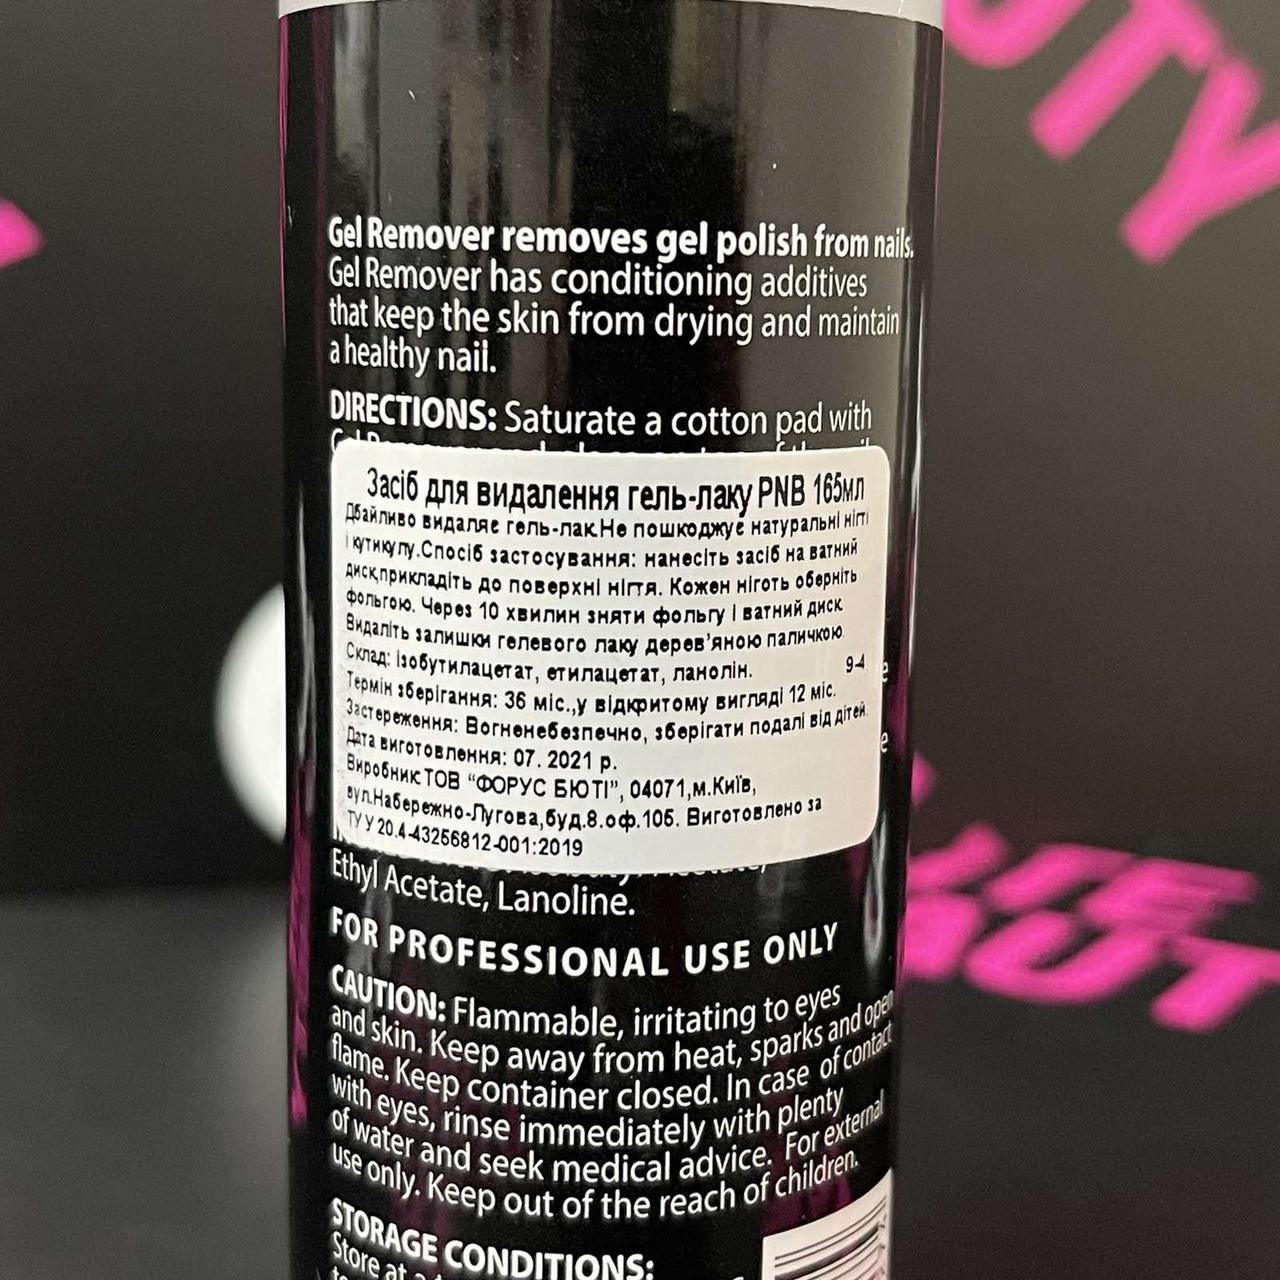 Gel Remover removes gel polish from nails.
Gel Remover has conditioning additives
that keep the skin from drying and maintain
a healthy nail.
DIRECTIONS: Saturate a cotton pad with
Засіб для видалення гель-лаку PNB 165мл
Дбайливо видаляє гель-лак.Не пошкоджує натуральні нігті
і кутикулу.Спосіб застосування: нанесіть засіб на ватний
диск,прикладіть до поверхні нігтя. Кожен ніготь оберніть
фольгою. Через 10 хвилин зняти фольгу і ватний диск.
Видаліть залишки гелевого лаку дерев'яною паличкою.
Склад: ізобутилацетат, етилацетат, ланолін. 9-4
Термін зберігання: 36 міс.,у відкритому вигляді 12 міс.
Застереження: Вогненебезпечно, зберігати подалі від дітей.
Дата виготовлення: 07. 2021 р.
Виробник:ТОВ "ФОРУС БЮТІ", 04071,м.Київ,
вул.Набережно-Лугова,буд.8.оф.105. Виготовлено за
ТУ У 20.4-43256812-001:2019
Ethyl Acetate, Lanoline.
FOR PROFESSIONAL USE ONLY
CAUTION: Flammable, irritating to eyes
and skin. Keep away from heat, sparks and open
flame. Keep container closed. In case of contact
with eyes, rinse immediately with plenty
of water and seek medical advice. For external
use only. Keep out of the reach of children.
STORAGE CONDITIONS:
Store at